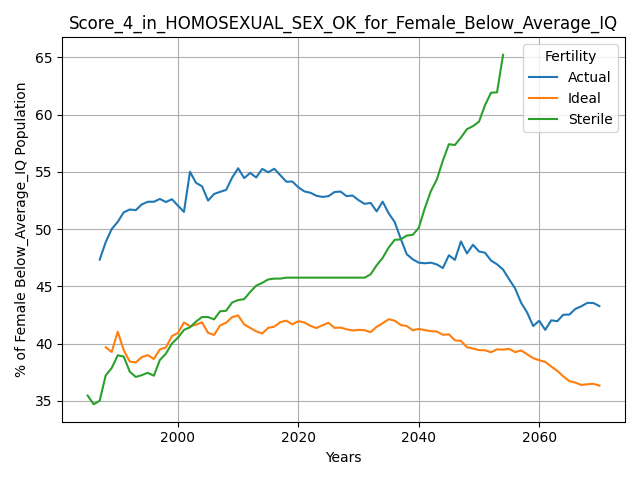 Score_4_in_HOMOSEXUAL_SEX_OK_for_Female_Below_Average_IQ
% of Female Below_Average_IQ Population
65
60
55
50
45
40
35
Fertility
Actual
Ideal
Sterile
2000
2020
2040
2060
Years